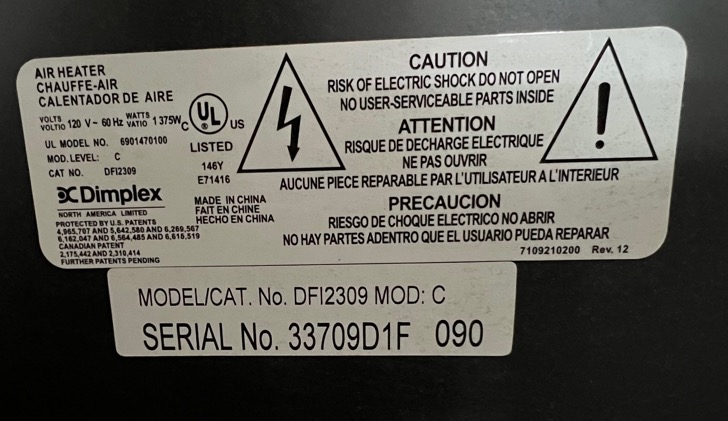 AIR HEATER
CHAUFFE-AIR
CALENTADOR DE AIRE
VOLTS
VOLTIO 120 V~ 60 Hz WATTS
VATIO 1375W
UL MODEL NO. 6901470100
MOD.LEVEL: C
CAT NO. DFI2309
C UL ® US
LISTED
146Y
E71416
Dimplex
NORTH AMERICA LIMITED
PROTECTED BY U.S. PATENTS
4,965,707 AND 5,642,580 AND 6,269,567
6,162,047 AND 6,564,485 AND 6,615,519
CANADIAN PATENT
2,175,442 AND 2,310,414
FURTHER PATENTS PENDING
MADE IN CHINA
FAIT EN CHINE
HECHO EN CHINA
CAUTION
RISK OF ELECTRIC SHOCK DO NOT OPEN
NO USER-SERVICEABLE PARTS INSIDE
ATTENTION
RISQUE DE DECHARGE ELECTRIQUE
NE PAS OUVRIR
AUCUNE PIECE REPARABLE PAR L'UTILISATEUR A L'INTERIEUR
PRECAUCION
RIESGO DE CHOQUE ELECTRICO NO ABRIR
NO HAY PARTES ADENTRO QUE EL USUARIO PUEDA REPARAR
7109210200 Rev. 12
!
MODEL/CAT. No. DFI2309 MOD: C
SERIAL No. 33709D1F 090